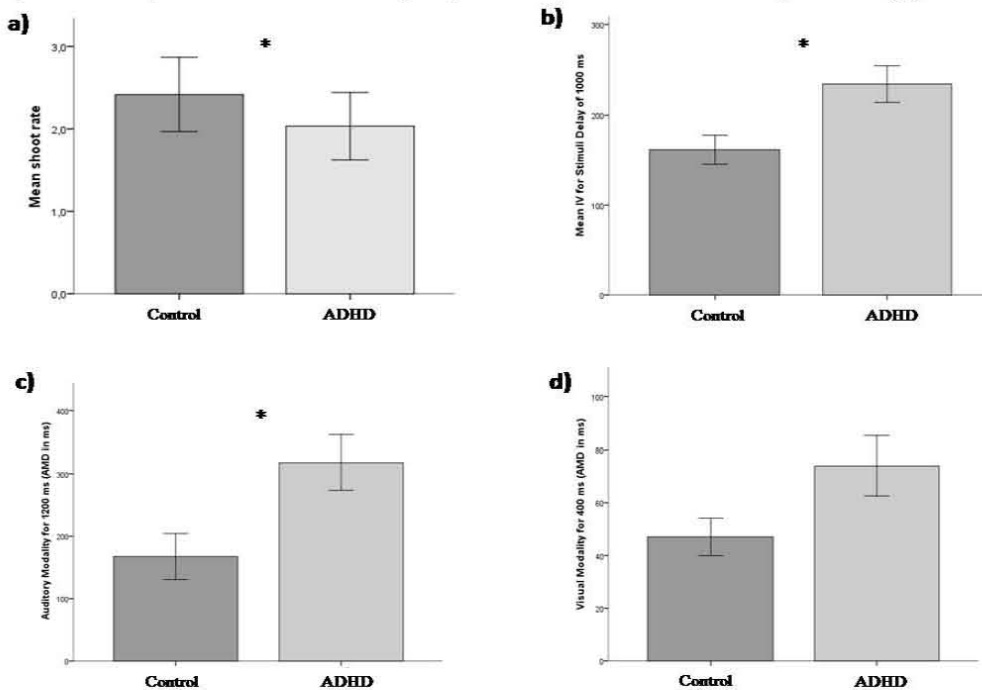 a)
*
Mean shoot rate
3,0
2,0
1,0
0,0
Control ADHD
b)
*
Mean IV for Stimuli Delay of 1000 ms
300
200
100
0
Control ADHD
c)
*
Auditory Modality for 1200 ms (AMD in ms)
400
300
200
100
0
Control ADHD
d)
Visual Modality for 400 ms (AMD in ms)
100
80
60
40
20
0
Control ADHD